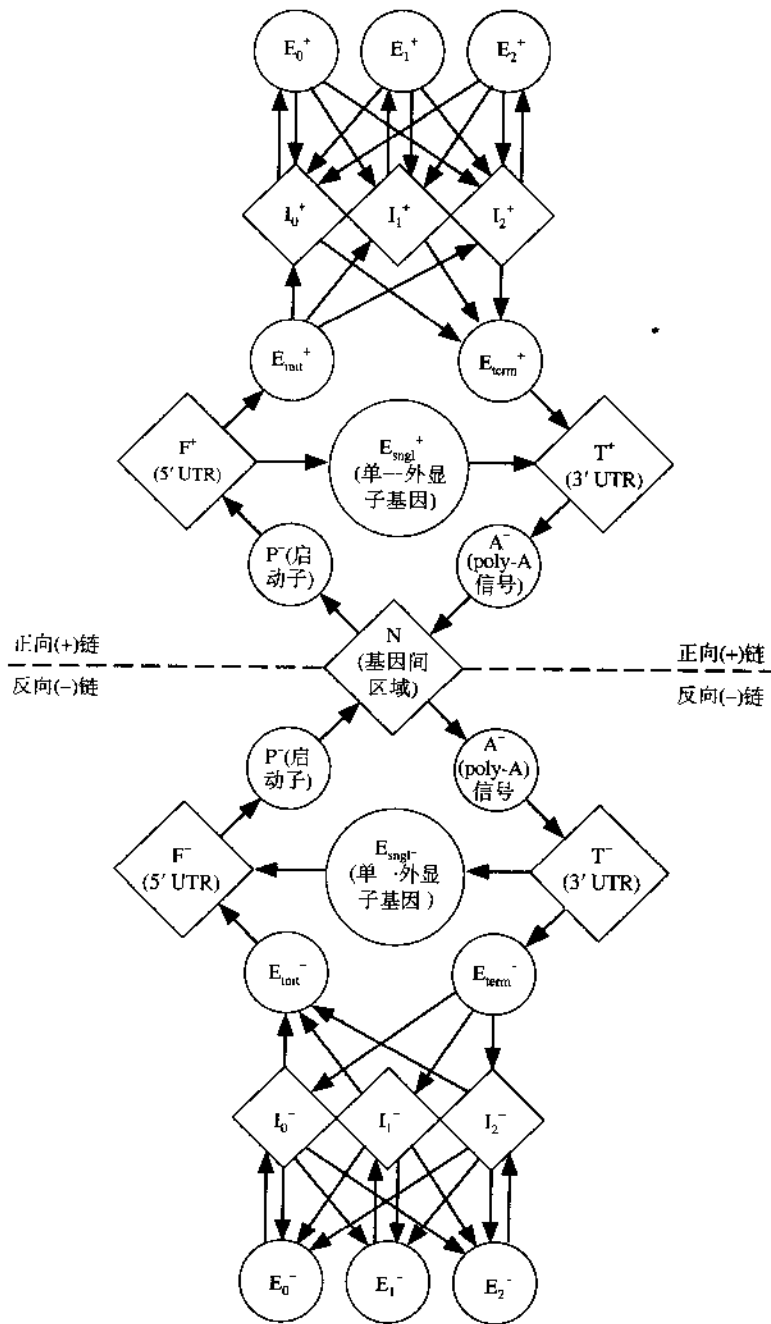 E₀⁺ E₁⁺ E₂⁺
I₀⁺ I₁⁺ I₂⁺
Eᵢₙᵢₜ⁺ Eₜₑᵣₘ⁺
F⁺
(5′ UTR)
Eₛₙgₗ⁺
(单一外显
子基因)
T⁺
(3′ UTR)
P⁻(启
动子)
A⁻
(poly-A
信号)
正向(+)链
反向(−)链
N
(基因间
区域)
正向(+)链
反向(−)链
P⁻(启
动子)
A⁻
(poly-A)
信号
F⁻
(5′ UTR)
Eₛₙgₗ⁻
(单一外显
子基因)
T⁻
(3′ UTR)
Eᵢₙᵢₜ⁻ Eₜₑᵣₘ⁻
I₀⁻ I₁⁻ I₂⁻
E₀⁻ E₁⁻ E₂⁻